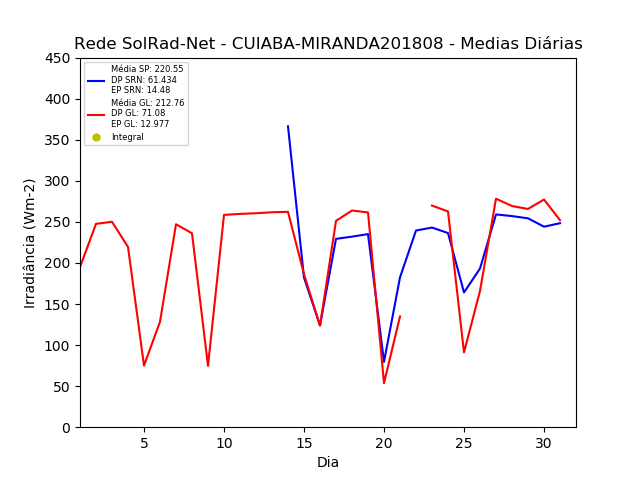 Rede SolRad-Net - CUIABA-MIRANDA201808 - Medias Diárias
450
400
350
300
250
200
150
100
50
0
Irradiância (Wm-2)
Média SP: 220.55
DP SRN: 61.434
EP SRN: 14.48
Média GL: 212.76
DP GL: 71.08
EP GL: 12.977
Integral
5
10
15
20
25
30
Dia